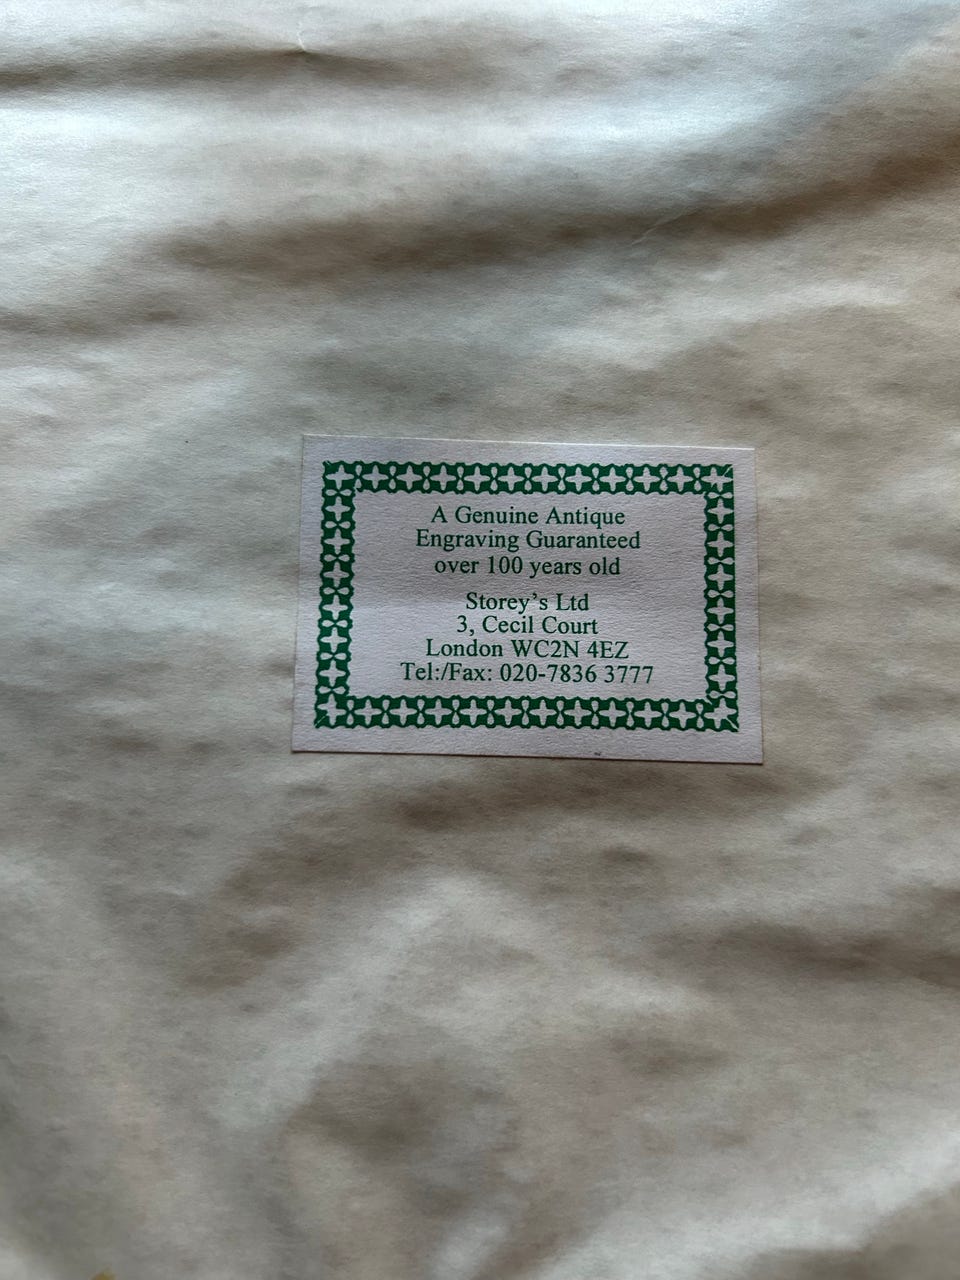 A Genuine Antique
Engraving Guaranteed
over 100 years old
Storey's Ltd
3, Cecil Court
London WC2N 4EZ
Tel:/Fax: 020-7836 3777